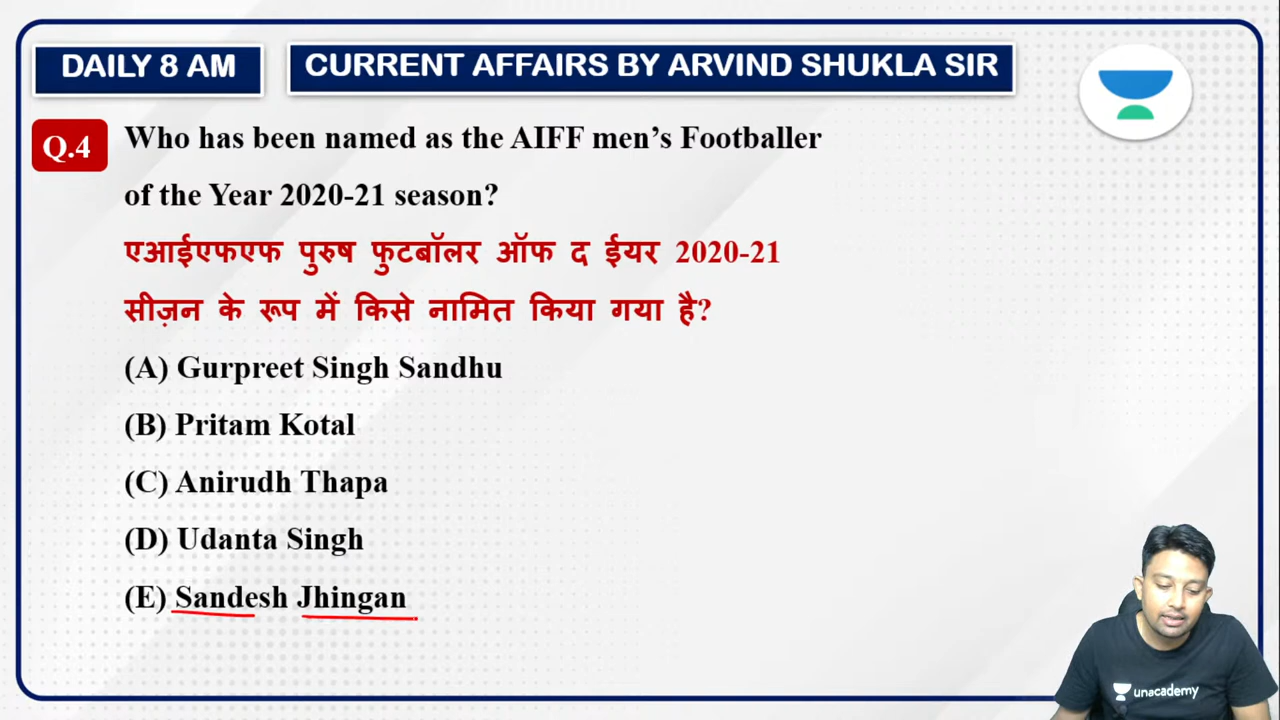 DAILY 8 AM
CURRENT AFFAIRS BY ARVIND SHUKLA SIR
Q.4
Who has been named as the AIFF men’s Footballer
of the Year 2020-21 season?
एआईएफएफ पुरुष फुटबॉलर ऑफ द ईयर 2020-21
सीज़न के रूप में किसे नामित किया गया है?
(A) Gurpreet Singh Sandhu
(B) Pritam Kotal
(C) Anirudh Thapa
(D) Udanta Singh
(E) Sandesh Jhingan
unacademy